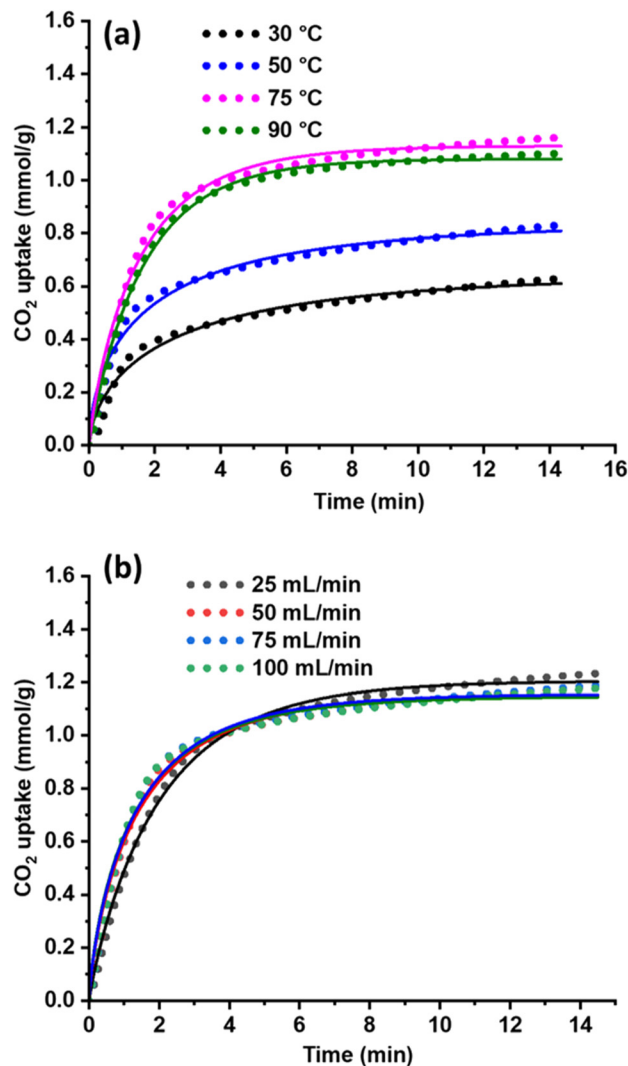 (a)
30 °C
50 °C
75 °C
90 °C
CO₂ uptake (mmol/g)
1.6
1.4
1.2
1.0
0.8
0.6
0.4
0.2
0.0
0 2 4 6 8 10 12 14 16
Time (min)
(b)
25 mL/min
50 mL/min
75 mL/min
100 mL/min
CO₂ uptake (mmol/g)
1.6
1.4
1.2
1.0
0.8
0.6
0.4
0.2
0.0
0 2 4 6 8 10 12 14
Time (min)